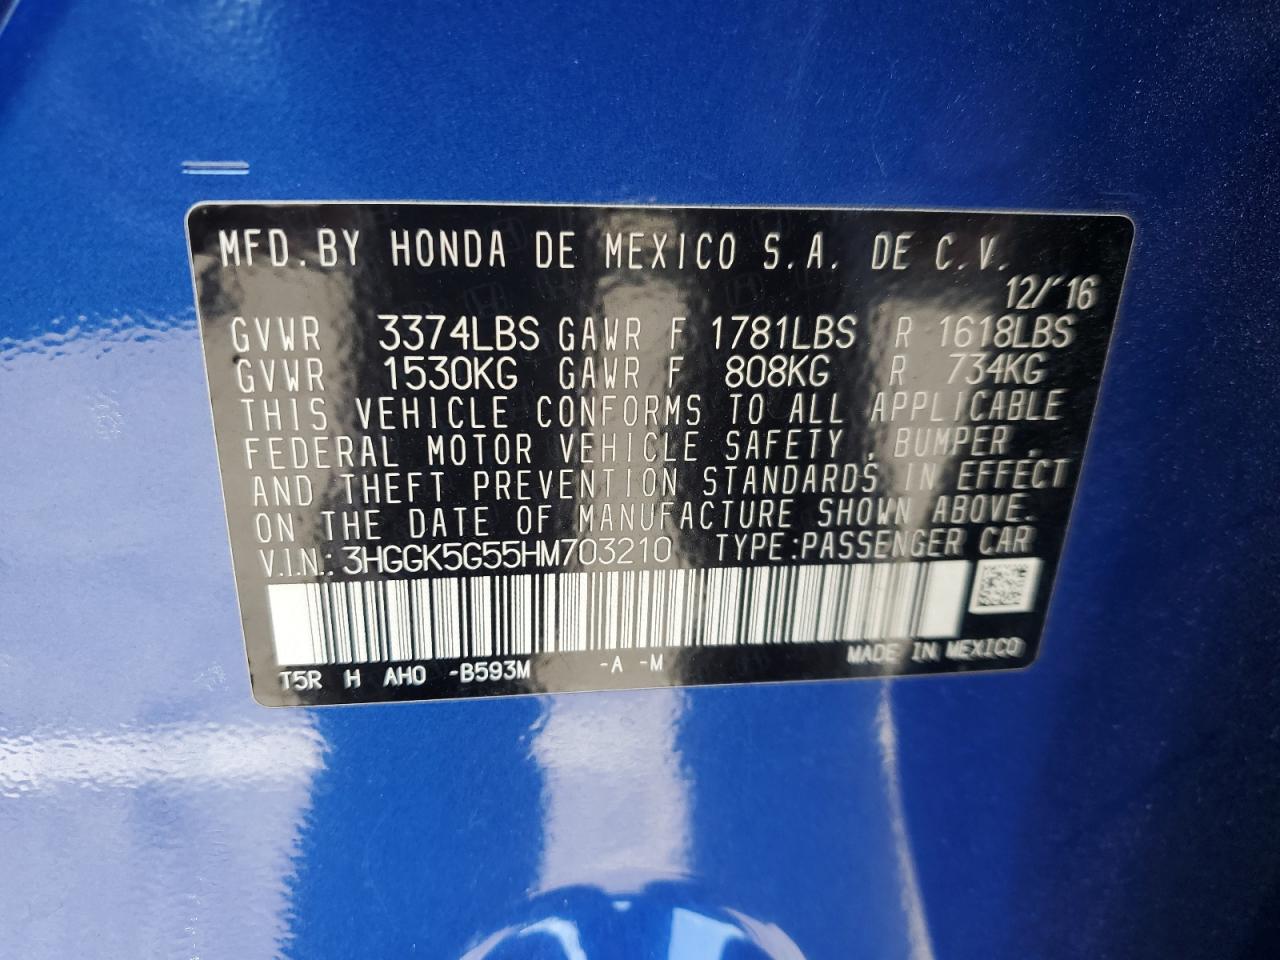 MFD.BY HONDA DE MEXICO S.A. DE C.V.
12/'16
GVWR 3374LBS GAWR F 1781LBS R 1618LBS
GVWR 1530KG GAWR F 808KG R 734KG
THIS VEHICLE CONFORMS TO ALL APPLICABLE
FEDERAL MOTOR VEHICLE SAFETY , BUMPER ,
AND THEFT PREVENTION STANDARDS IN EFFECT
ON THE DATE OF MANUFACTURE SHOWN ABOVE.
V.I.N.: 3HGGK5G55HM703210 TYPE:PASSENGER CAR
T5R H AHO -B593M -A -M MADE IN MEXICO